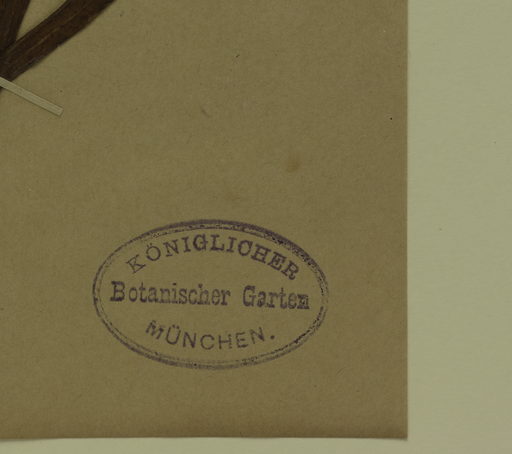 KÖNIGLICHER
Botanischer Garten
MÜNCHEN.